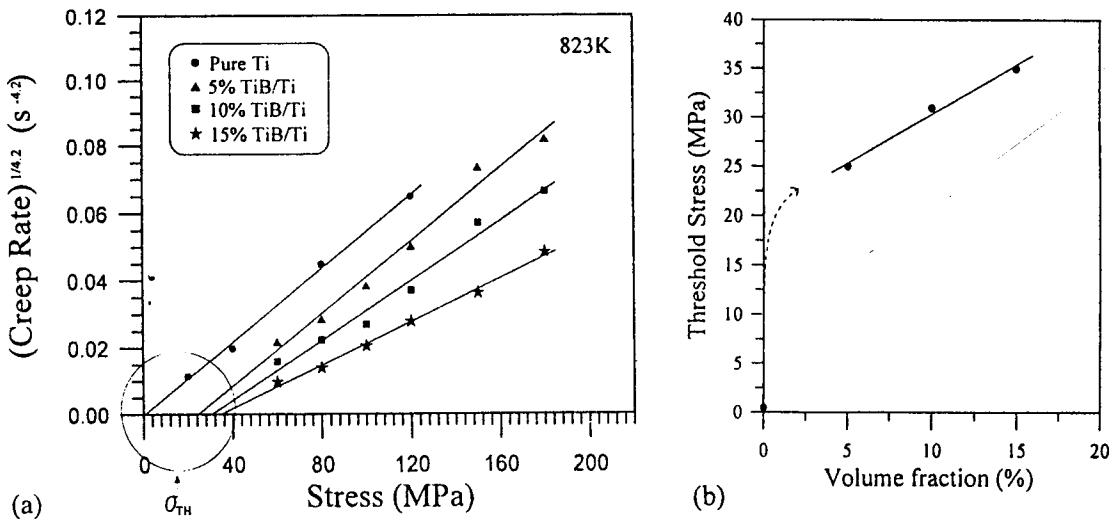 0.12
0.10
0.08
0.06
0.04
0.02
0.00
(Creep Rate)^1/4.2 (s^-4.2)
823K
Pure Ti
5% TiB/Ti
10% TiB/Ti
15% TiB/Ti
0 40 80 120 160 200
σTH
Stress (MPa)
(a)
40
35
30
25
20
15
10
5
0
Threshold Stress (MPa)
0 5 10 15 20
Volume fraction (%)
(b)